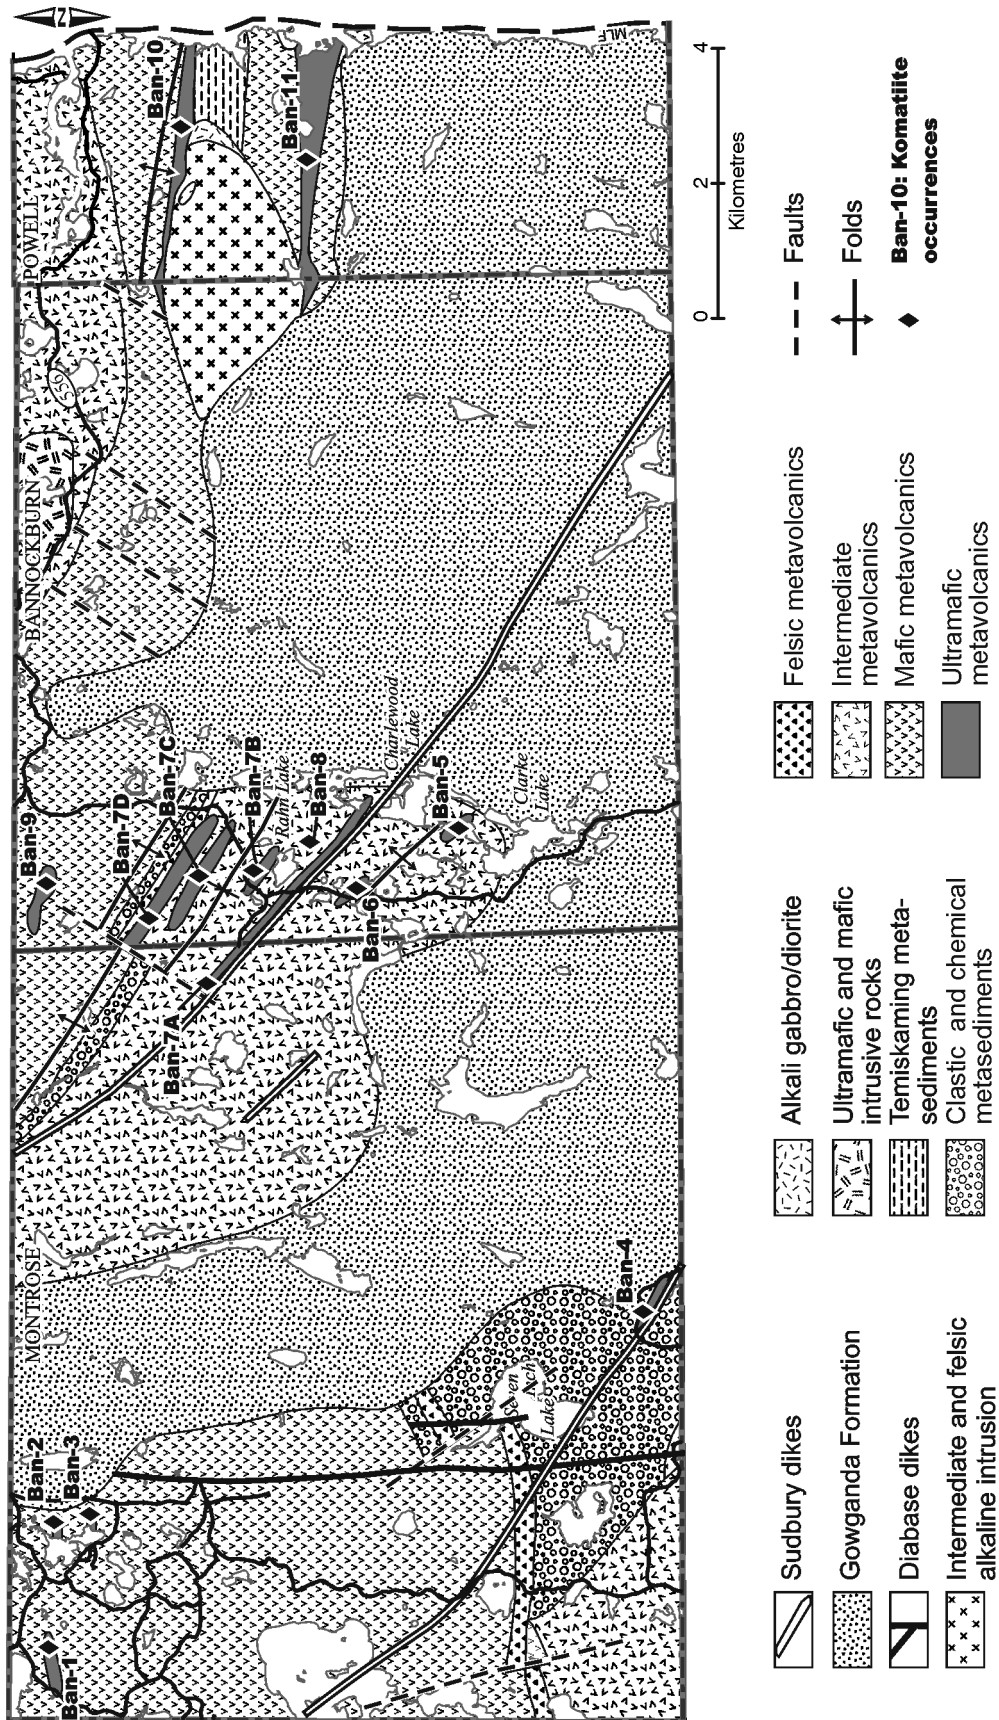 N
MONTROSE
BANNOCKBURN
POWELL
Ban-1
Ban-2
Ban-3
Ban-9
Ban-7D
Ban-7C
Ban-7B
Ram Lake
Ban-8
Ban-7A
Ban-6
Ban-5
Charlewood
Lake
Clarke
Lake
Ban-4
Lake
566
Ban-10
Ban-11
MLF
0
2
4
Kilometres
Sudbury dikes
Gowganda Formation
Diabase dikes
Intermediate and felsic
alkaline intrusion
Alkali gabbro/dionite
Ultramafic and mafic
intrusive rocks
Temiskaming meta-
sediments
Clastic and chemical
metasediments
Felsic metavolcanics
Intermediate
metavolcanics
Mafic metavolcanics
Ultramafic
metavolcanics
Faults
Folds
Ban-10: Komatiite
occurrences